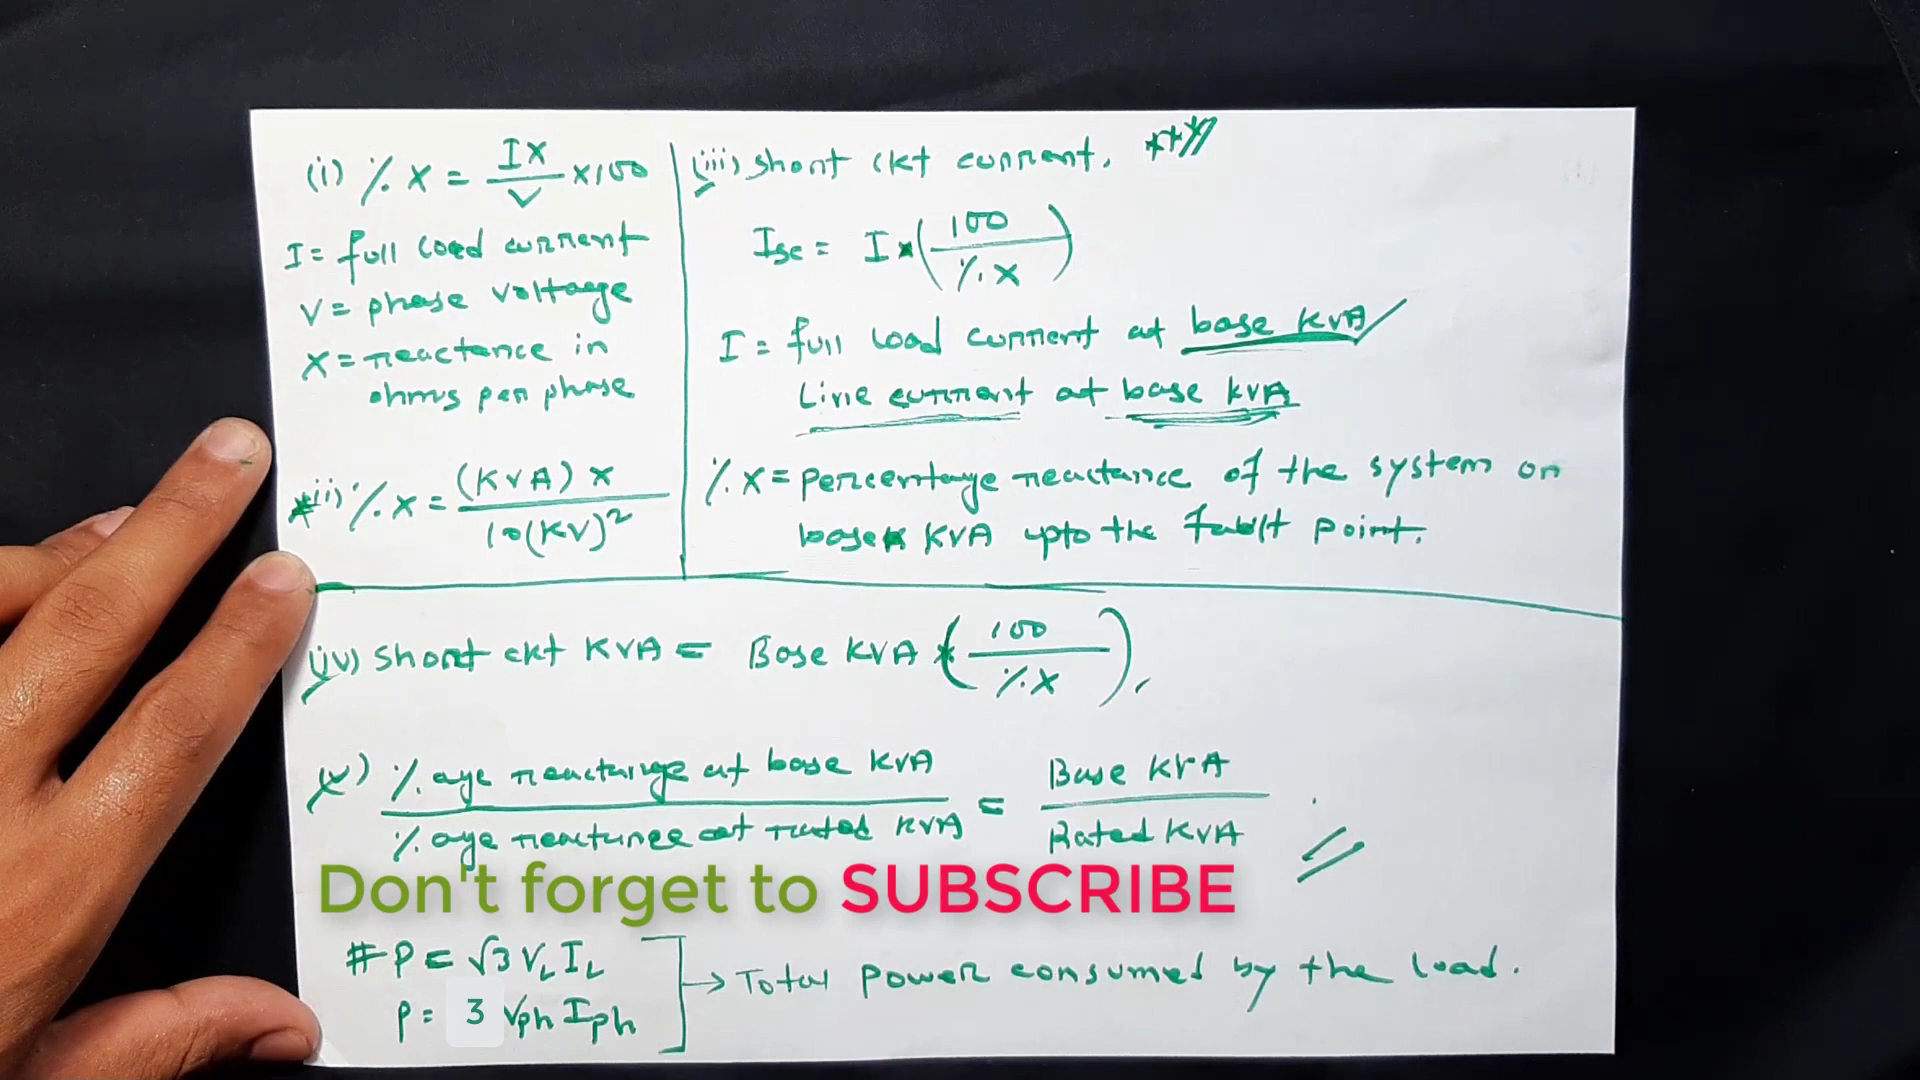 (i) % X = IX/V × 100
I = full load current
V = phase voltage
X = reactance in
ohms per phase
*ii) % X = (KVA) X / 10(KV)²
(iii) short ckt current. ***
Isc = I * (100 / % X)
I = full load current at base KVA
Line current at base KVA
% X = percentage reactance of the system on
base KVA upto the fault point.
(iv) short ckt KVA = Base KVA * (100 / % X)
(v) % age reactange at base KVA / % age reactance at rated KVA = Base KVA / Rated KVA
Don't forget to SUBSCRIBE
# P = √3 VL IL
P = 3 Vph Iph
→ Total power consumed by the load.